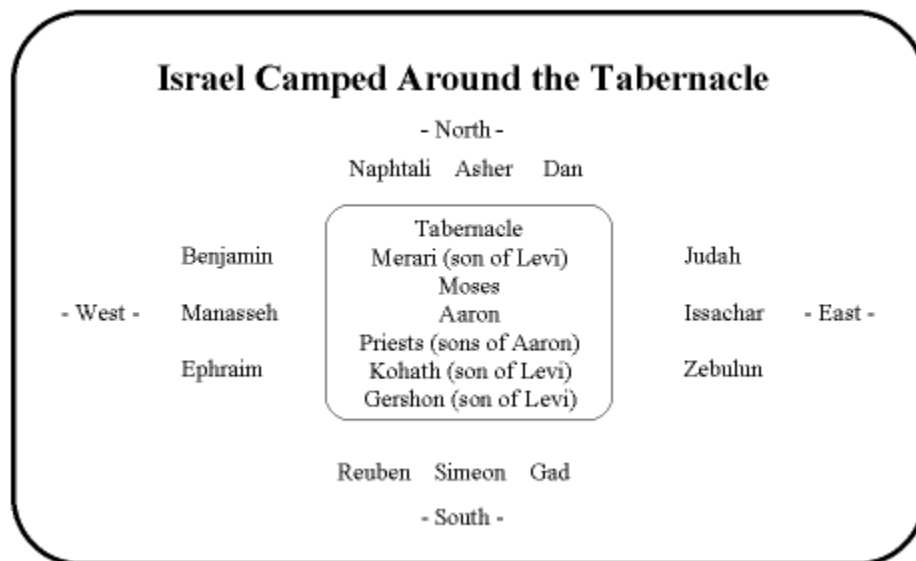 Israel Camped Around the Tabernacle
- North -
Naphtali Asher Dan
Tabernacle
Benjamin Merari (son of Levi) Judah
Moses
- West - Manasseh Aaron Issachar - East -
Priests (sons of Aaron)
Ephraim Kohath (son of Levi) Zebulun
Gershon (son of Levi)
Reuben Simeon Gad
- South -